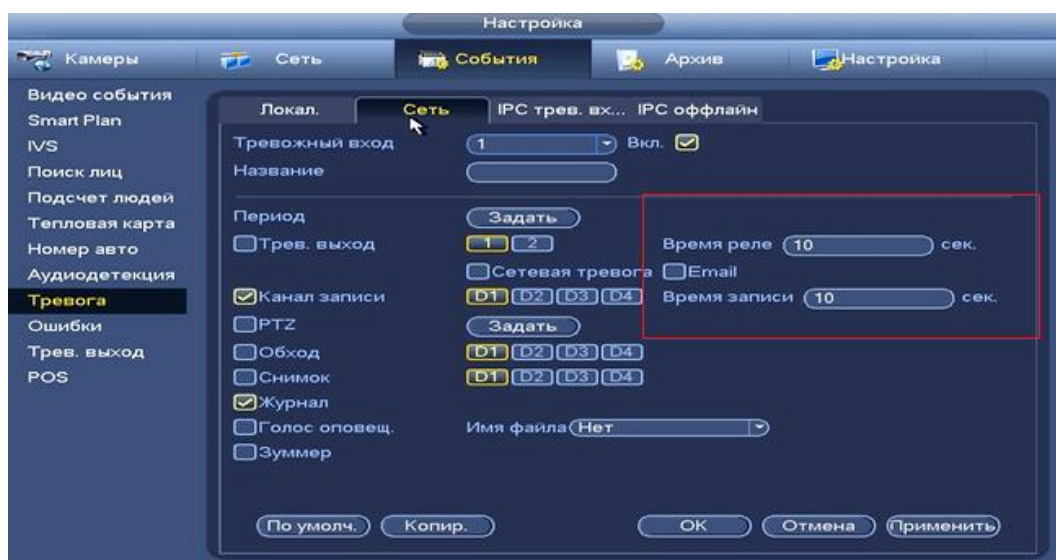 Настройка
Камеры Сеть События Архив Настройка
Видео события
Smart Plan
IVS
Поиск лиц
Подсчет людей
Тепловая карта
Номер авто
Аудиодетекция
Тревога
Ошибки
Трев. выход
POS
Локал. Сеть IPC трев. вх... IPC оффлайн
Тревожный вход 1 Вкл.
Название
Период Задать
Трев. выход 1 2 Время реле 10 сек.
Сетевая тревога Email
Канал записи D1 D2 D3 D4 Время записи 10 сек.
PTZ Задать
Обход D1 D2 D3 D4
Снимок D1 D2 D3 D4
Журнал
Голос оповещ. Имя файла Нет
Зуммер
По умолч. Копир. OK Отмена Применить